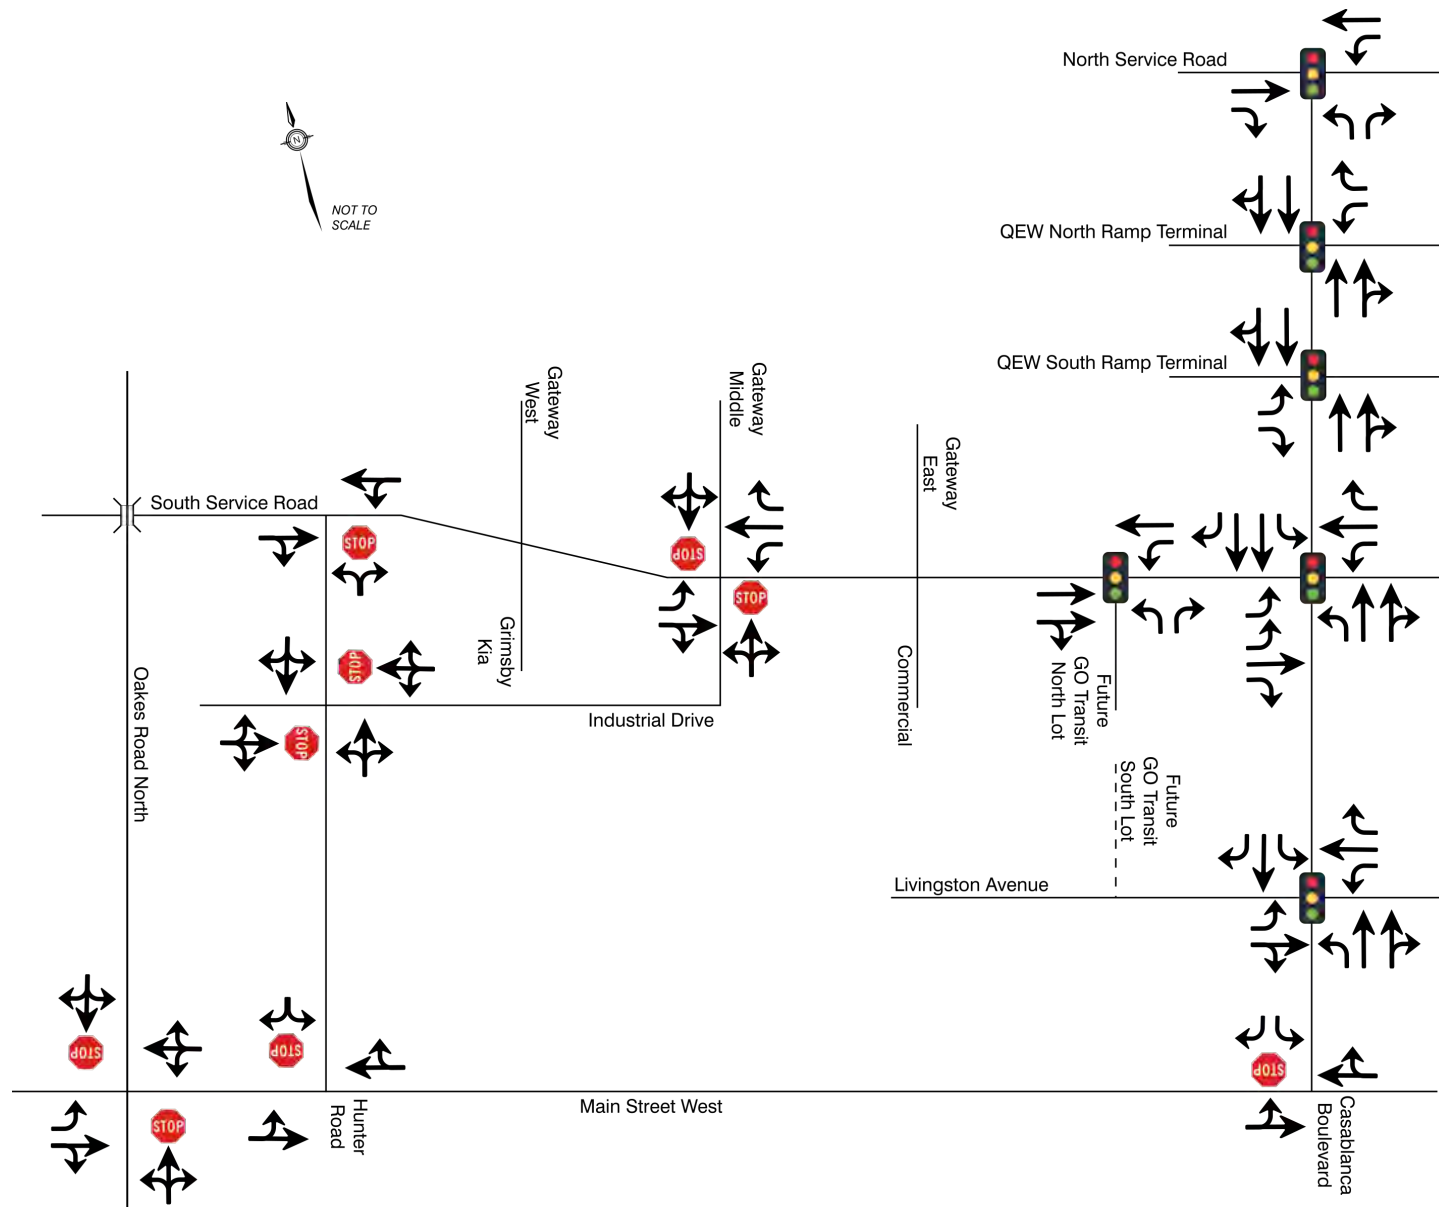 North Service Road
N
NOT TO
SCALE
QEW North Ramp Terminal
QEW South Ramp Terminal
Gateway
West
Gateway
Middle
Gateway
East
South Service Road
STOP
STOP
STOP
STOP
STOP
Grimsby
Kia
Commercial
Future
GO Transit
North Lot
Oakes Road North
Industrial Drive
Future
GO Transit
South Lot
Livingston Avenue
STOP
STOP
STOP
STOP
Main Street West
Hunter
Road
Casablanca
Boulevard